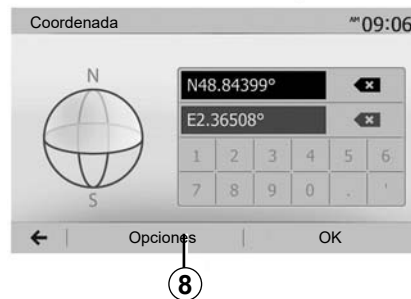 Coordenada
AM 09:06
N
S
N48.84399°
E2.36508°
1 2 3 4 5 6
7 8 9 0 . '
Opciones
OK
8